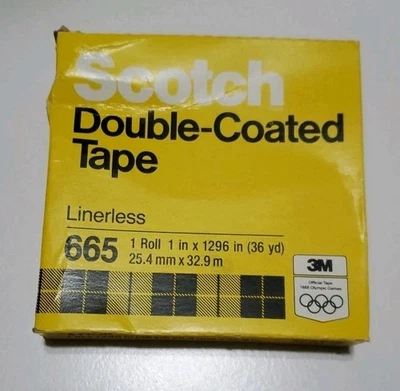 Scotch
Double-Coated
Tape
Linerless
665
1 Roll 1 in x 1296 in (36 yd)
25.4 mm x 32.9 m
3M
Official Tape
1988 Olympic Games